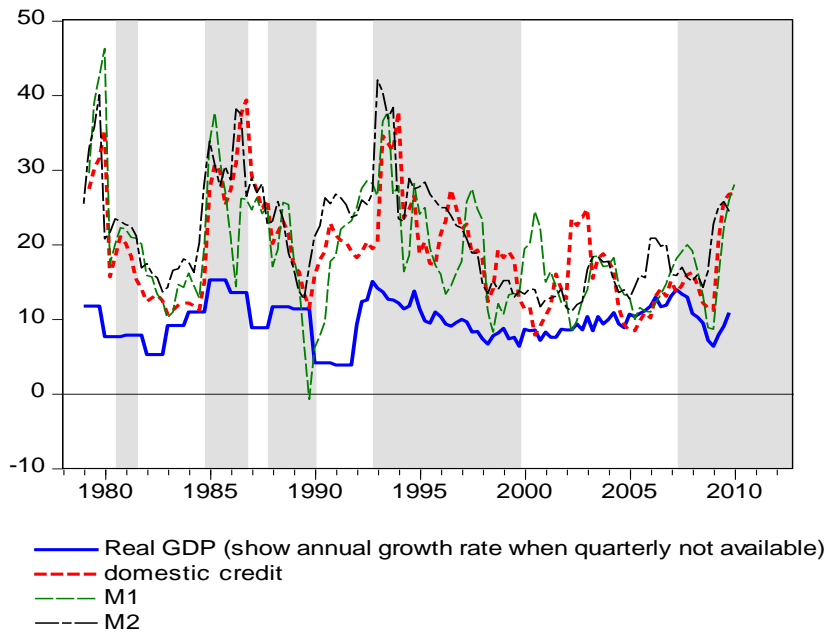 50
40
30
20
10
0
-10
1980 1985 1990 1995 2000 2005 2010
Real GDP (show annual growth rate when quarterly not available)
domestic credit
M1
M2